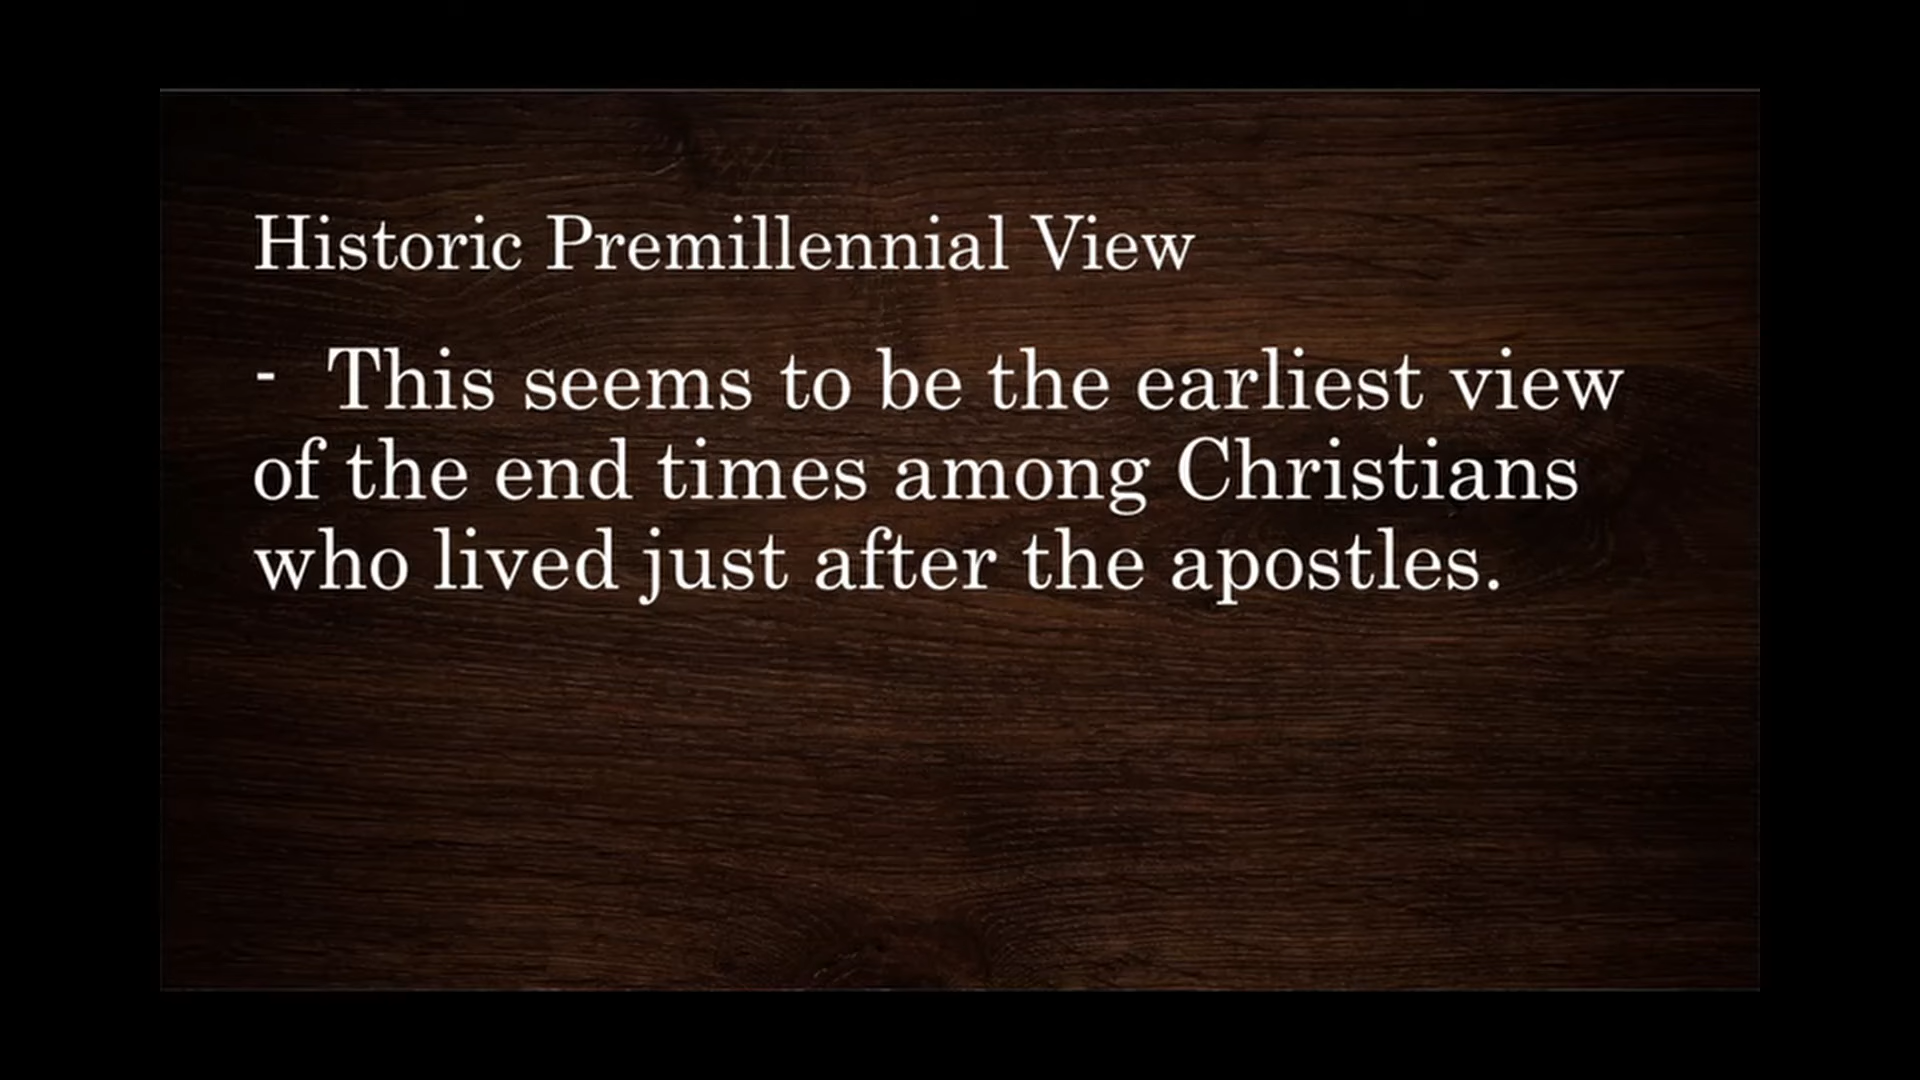 Historic Premillennial View
- This seems to be the earliest view
of the end times among Christians
who lived just after the apostles.